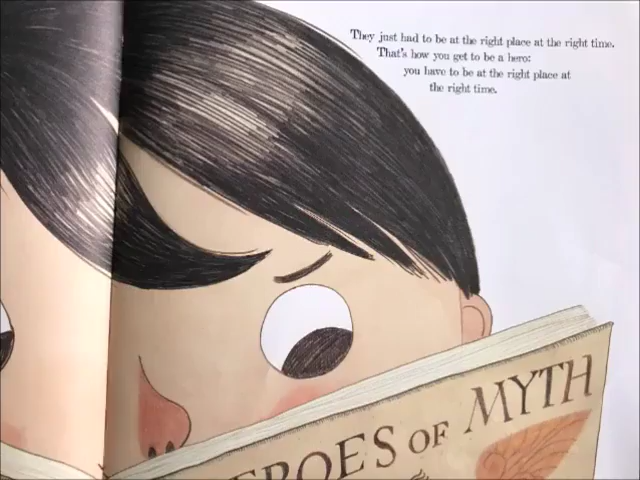 They just had to be at the right place at the right time.
That's how you get to be a hero:
you have to be at the right place at
the right time.
EROES OF MYTH